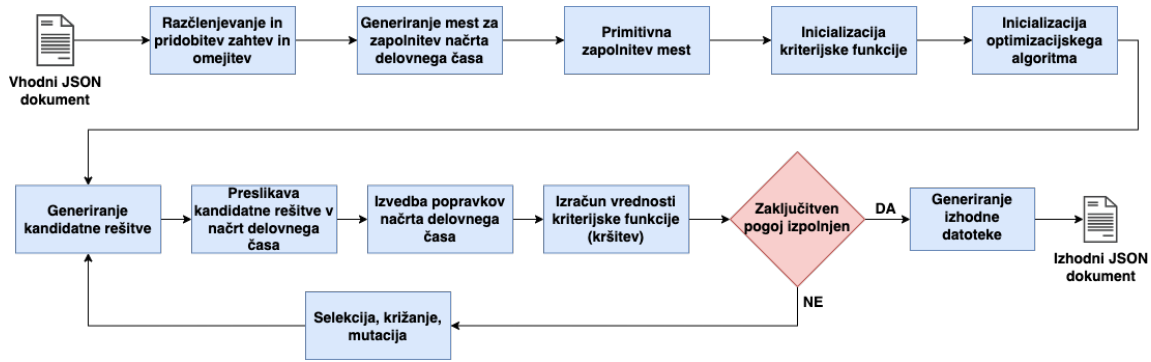 Vhodni JSON
dokument
Razčlenjevanje in
pridobitev zahtev in
omejitev
Generiranje mest za
zapolnitev načrta
delovnega časa
Primitivna
zapolnitev mest
Inicializacija
kriterijske funkcije
Inicializacija
optimizacijskega
algoritma
Generiranje
kandidatne rešitve
Preslikava
kandidatne rešitve v
načrt delovnega
časa
Izvedba popravkov
načrta delovnega
časa
Izračun vrednosti
kriterijske funkcije
(kršitev)
Zaključitven
pogoj izpolnjen
DA
Generiranje
izhodne
datoteke
Izhodni JSON
dokument
NE
Selekcija, križanje,
mutacija